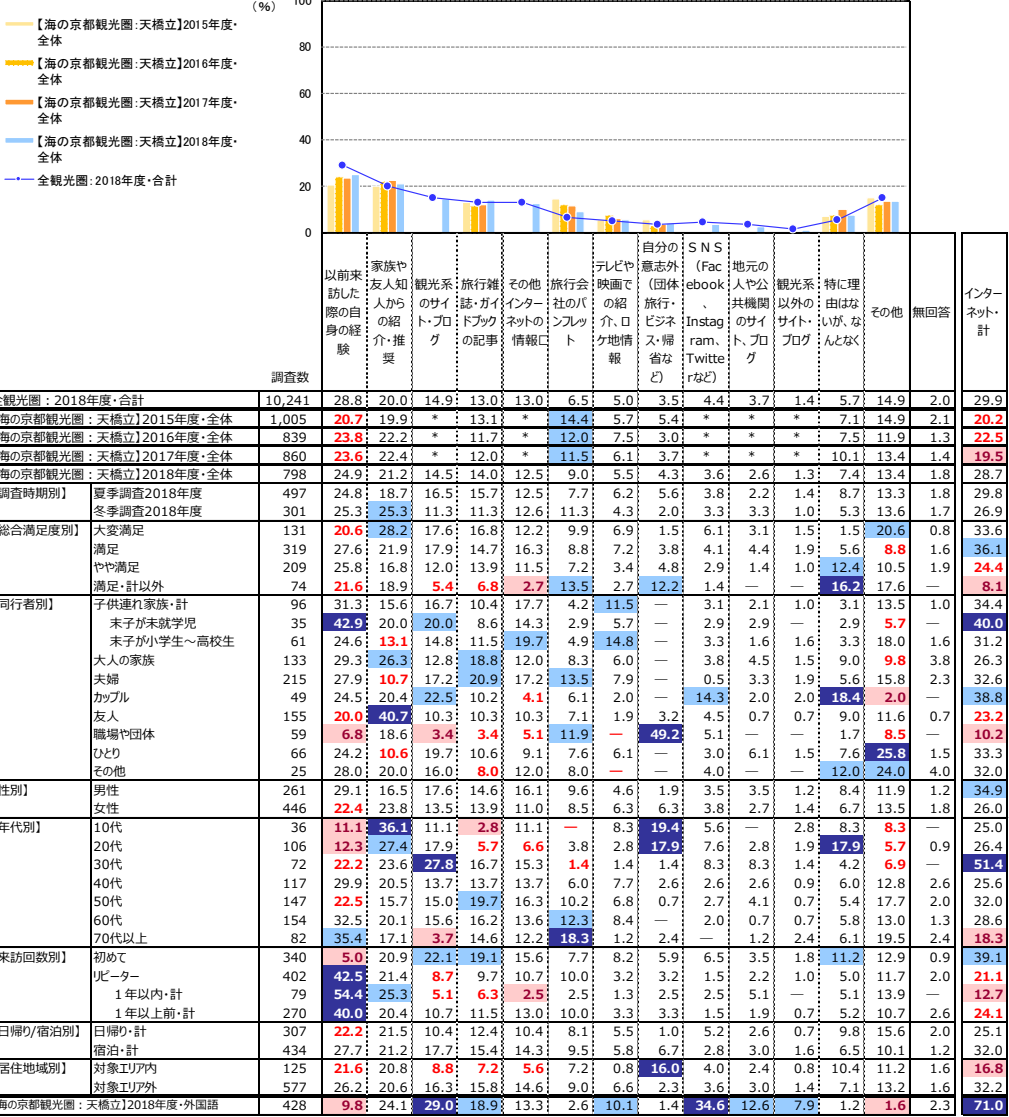 （%） 100
80
60
40
20
0
【海の京都観光圏：天橋立】2015年度・
全体
【海の京都観光圏：天橋立】2016年度・
全体
【海の京都観光圏：天橋立】2017年度・
全体
【海の京都観光圏：天橋立】2018年度・
全体
全観光圏：2018年度・合計
調査数 以前来訪した際の自身の経験 家族や友人知人からの紹介・推奨 観光系のサイト・ブログ 旅行雑誌・ガイドブックの記事 その他インターネットの情報 旅行会社のパンフレット テレビや映画での紹介、ロケ地情報 自分の意志外（団体旅行・ビジネス・帰省など） ＳＮＳ（Facebook、Instagram、Twitterなど） 地元の人や公共機関のサイト、ブログ 観光系以外のサイト・ブログ 特に理由はないが、なんとなく その他 無回答 インターネット・計
全観光圏：2018年度・合計 10,241 28.8 20.0 14.9 13.0 13.0 6.5 5.0 3.5 4.4 3.7 1.4 5.7 14.9 2.0 29.9
海の京都観光圏：天橋立】2015年度・全体 1,005 20.7 19.9 * 13.1 * 14.4 5.7 5.4 * * * 7.1 14.9 2.1 20.2
海の京都観光圏：天橋立】2016年度・全体 839 23.8 22.2 * 11.7 * 12.0 7.5 3.0 * * * 7.5 11.9 1.3 22.5
海の京都観光圏：天橋立】2017年度・全体 860 23.6 22.4 * 12.0 * 11.5 6.1 3.7 * * * 10.1 13.4 1.4 19.5
海の京都観光圏：天橋立】2018年度・全体 798 24.9 21.2 14.5 14.0 12.5 9.0 5.5 4.3 3.6 2.6 1.3 7.4 13.4 1.8 28.7
調査時期別】 夏季調査2018年度 497 24.8 18.7 16.5 15.7 12.5 7.7 6.2 5.6 3.8 2.2 1.4 8.7 13.3 1.8 29.8
冬季調査2018年度 301 25.3 25.3 11.3 11.3 12.6 11.3 4.3 2.0 3.3 3.3 1.0 5.3 13.6 1.7 26.9
総合満足度別】 大変満足 131 20.6 28.2 17.6 16.8 12.2 9.9 6.9 1.5 6.1 3.1 1.5 1.5 20.6 0.8 33.6
満足 319 27.6 21.9 17.9 14.7 16.3 8.8 7.2 3.8 4.1 4.4 1.9 5.6 8.8 1.6 36.1
やや満足 209 25.8 16.8 12.0 13.9 11.5 7.2 3.4 4.8 2.9 1.4 1.0 12.4 10.5 1.9 24.4
満足・計以外 74 21.6 18.9 5.4 6.8 2.7 13.5 2.7 12.2 1.4 — — 16.2 17.6 — 8.1
同行者別】 子供連れ家族・計 96 31.3 15.6 16.7 10.4 17.7 4.2 11.5 — 3.1 2.1 1.0 3.1 13.5 1.0 34.4
末子が未就学児 35 42.9 20.0 20.0 8.6 14.3 2.9 5.7 — 2.9 2.9 — 2.9 5.7 — 40.0
末子が小学生～高校生 61 24.6 13.1 14.8 11.5 19.7 4.9 14.8 — 3.3 1.6 1.6 3.3 18.0 1.6 31.2
大人の家族 133 29.3 26.3 12.8 18.8 12.0 8.3 6.0 — 3.8 4.5 1.5 9.0 9.8 3.8 26.3
夫婦 215 27.9 10.7 17.2 20.9 17.2 13.5 7.9 — 0.5 3.3 1.9 5.6 15.8 2.3 32.6
カップル 49 24.5 20.4 22.5 10.2 4.1 6.1 2.0 — 14.3 2.0 2.0 18.4 2.0 — 38.8
友人 155 20.0 40.7 10.3 10.3 10.3 7.1 1.9 3.2 4.5 0.7 0.7 9.0 11.6 0.7 23.2
職場や団体 59 6.8 18.6 3.4 3.4 5.1 11.9 — 49.2 5.1 — — 1.7 8.5 — 10.2
ひとり 66 24.2 10.6 19.7 10.6 9.1 7.6 6.1 — 3.0 6.1 1.5 7.6 25.8 1.5 33.3
その他 25 28.0 20.0 16.0 8.0 12.0 8.0 — — 4.0 — — 12.0 24.0 4.0 32.0
性別】 男性 261 29.1 16.5 17.6 14.6 16.1 9.6 4.6 1.9 3.5 3.5 1.2 8.4 11.9 1.2 34.9
女性 446 22.4 23.8 13.5 13.9 11.0 8.5 6.3 6.3 3.8 2.7 1.4 6.7 13.5 1.8 26.0
年代別】 10代 36 11.1 36.1 11.1 2.8 11.1 — 8.3 19.4 5.6 — 2.8 8.3 8.3 — 25.0
20代 106 12.3 27.4 17.9 5.7 6.6 3.8 2.8 17.9 7.6 2.8 1.9 17.9 5.7 0.9 26.4
30代 72 22.2 23.6 27.8 16.7 15.3 1.4 1.4 1.4 8.3 8.3 1.4 4.2 6.9 — 51.4
40代 117 29.9 20.5 13.7 13.7 13.7 6.0 7.7 2.6 2.6 2.6 0.9 6.0 12.8 2.6 25.6
50代 147 22.5 15.7 15.0 19.7 16.3 10.2 6.8 0.7 2.7 4.1 0.7 5.4 17.7 2.0 32.0
60代 154 32.5 20.1 15.6 16.2 13.6 12.3 8.4 — 2.0 0.7 0.7 5.8 13.0 1.3 28.6
70代以上 82 35.4 17.1 3.7 14.6 12.2 18.3 1.2 2.4 — 1.2 2.4 6.1 19.5 2.4 18.3
来訪回数別】 初めて 340 5.0 20.9 22.1 19.1 15.6 7.7 8.2 5.9 6.5 3.5 1.8 11.2 12.9 0.9 39.1
リピーター 402 42.5 21.4 8.7 9.7 10.7 10.0 3.2 3.2 1.5 2.2 1.0 5.0 11.7 2.0 21.1
１年以内・計 79 54.4 25.3 5.1 6.3 2.5 2.5 1.3 2.5 2.5 5.1 — 5.1 13.9 — 12.7
１年以上前・計 270 40.0 20.4 10.7 11.5 13.0 10.0 3.3 3.3 1.5 1.9 0.7 5.2 10.7 2.6 24.1
日帰り/宿泊別】 日帰り・計 307 22.2 21.5 10.4 12.4 10.4 8.1 5.5 1.0 5.2 2.6 0.7 9.8 15.6 2.0 25.1
宿泊・計 434 27.7 21.2 17.7 15.4 14.3 9.5 5.8 6.7 2.8 3.0 1.6 6.5 10.1 1.2 32.0
居住地域別】 対象エリア内 125 21.6 20.8 8.8 7.2 5.6 7.2 0.8 16.0 4.0 2.4 0.8 10.4 11.2 1.6 16.8
対象エリア外 577 26.2 20.6 16.3 15.8 14.6 9.0 6.6 2.3 3.6 3.0 1.4 7.1 13.2 1.6 32.2
海の京都観光圏：天橋立】2018年度・外国語 428 9.8 24.1 29.0 18.9 13.3 2.6 10.1 1.4 34.6 12.6 7.9 1.2 1.6 2.3 71.0